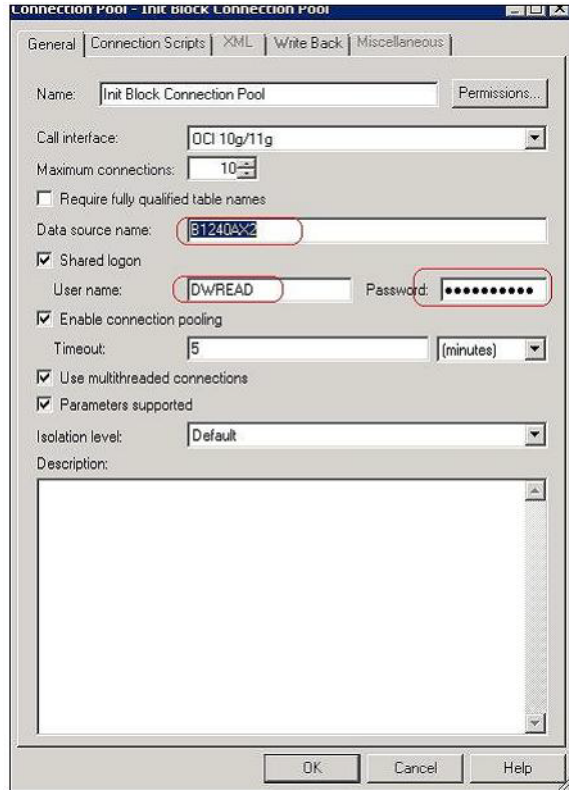 Connection Pool - Init Block Connection Pool
General Connection Scripts XML Write Back Miscellaneous
Name: Init Block Connection Pool Permissions...
Call interface: OCI 10g/11g
Maximum connections: 10
Require fully qualified table names
Data source name: B1240AX2
Shared logon
User name: DWREAD Password: ●●●●●●●●●●
Enable connection pooling
Timeout: 5 (minutes)
Use multithreaded connections
Parameters supported
Isolation level: Default
Description:
OK Cancel Help